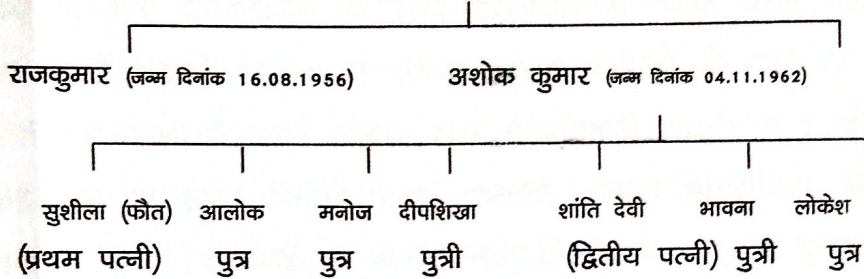 राजकुमार (जन्म दिनांक 16.08.1956) अशोक कुमार (जन्म दिनांक 04.11.1962)
सुशीला (फौत) आलोक मनोज दीपशिखा शांति देवी भावना लोकेश
(प्रथम पत्नी) पुत्र पुत्र पुत्री (द्वितीय पत्नी) पुत्री पुत्र